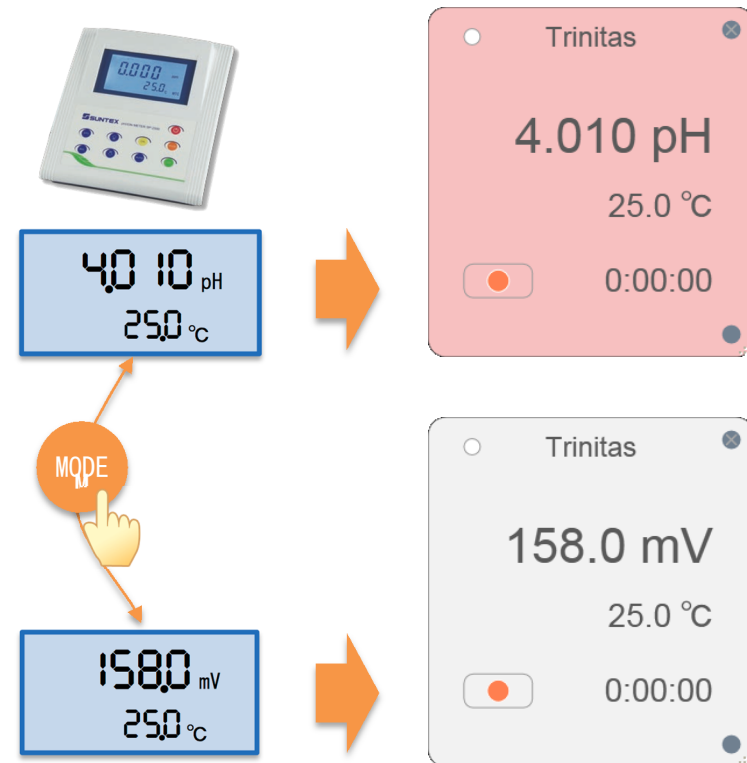 0.000
25.0
SUNTEX
4.010 pH
25.0 ℃
Trinitas
4.010 pH
25.0 ℃
0:00:00
MODE
M
158.0 mV
25.0 ℃
Trinitas
158.0 mV
25.0 ℃
0:00:00